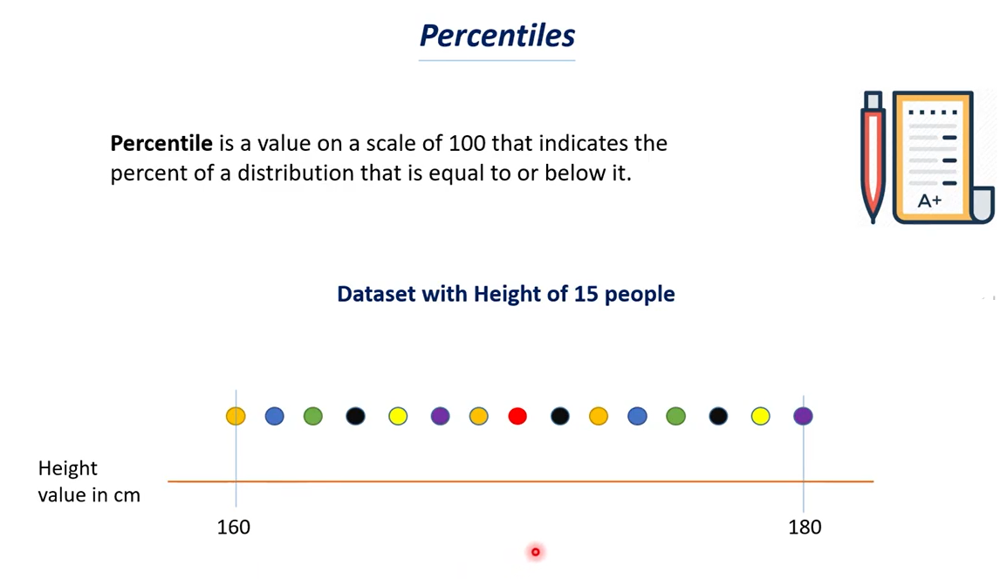 Percentiles
Percentile is a value on a scale of 100 that indicates the
percent of a distribution that is equal to or below it.
A+
Dataset with Height of 15 people
Height
value in cm
160
180